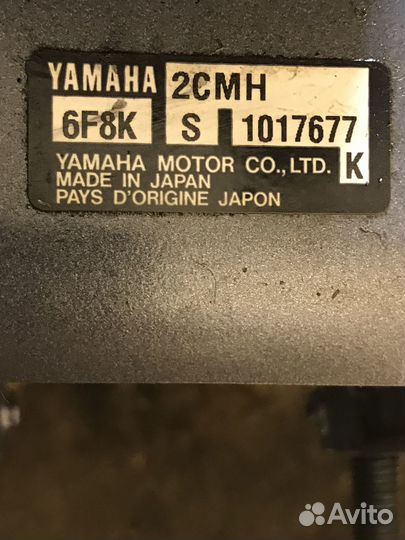 YAMAHA 2CMH
6F8K S 1017677
YAMAHA MOTOR CO., LTD. K
MADE IN JAPAN
PAYS D'ORIGINE JAPON
Avito